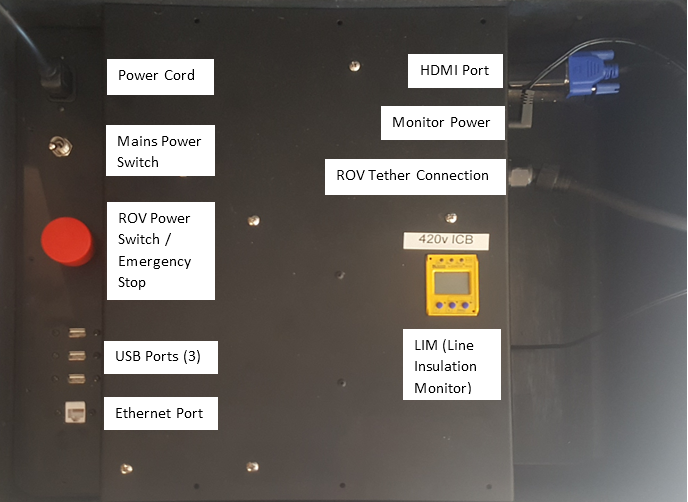 Power Cord
HDMI Port
Monitor Power
Mains Power
Switch
ROV Tether Connection
ROV Power
Switch /
Emergency
Stop
420v ICB
LIM (Line
Insulation
Monitor)
USB Ports (3)
Ethernet Port